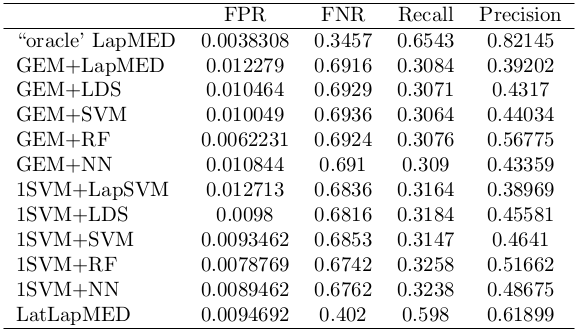 FPR FNR Recall Precision
“oracle’ LapMED 0.0038308 0.3457 0.6543 0.82145
GEM+LapMED 0.012279 0.6916 0.3084 0.39202
GEM+LDS 0.010464 0.6929 0.3071 0.4317
GEM+SVM 0.010049 0.6936 0.3064 0.44034
GEM+RF 0.0062231 0.6924 0.3076 0.56775
GEM+NN 0.010844 0.691 0.309 0.43359
1SVM+LapSVM 0.012713 0.6836 0.3164 0.38969
1SVM+LDS 0.0098 0.6816 0.3184 0.45581
1SVM+SVM 0.0093462 0.6853 0.3147 0.4641
1SVM+RF 0.0078769 0.6742 0.3258 0.51662
1SVM+NN 0.0089462 0.6762 0.3238 0.48675
LatLapMED 0.0094692 0.402 0.598 0.61899